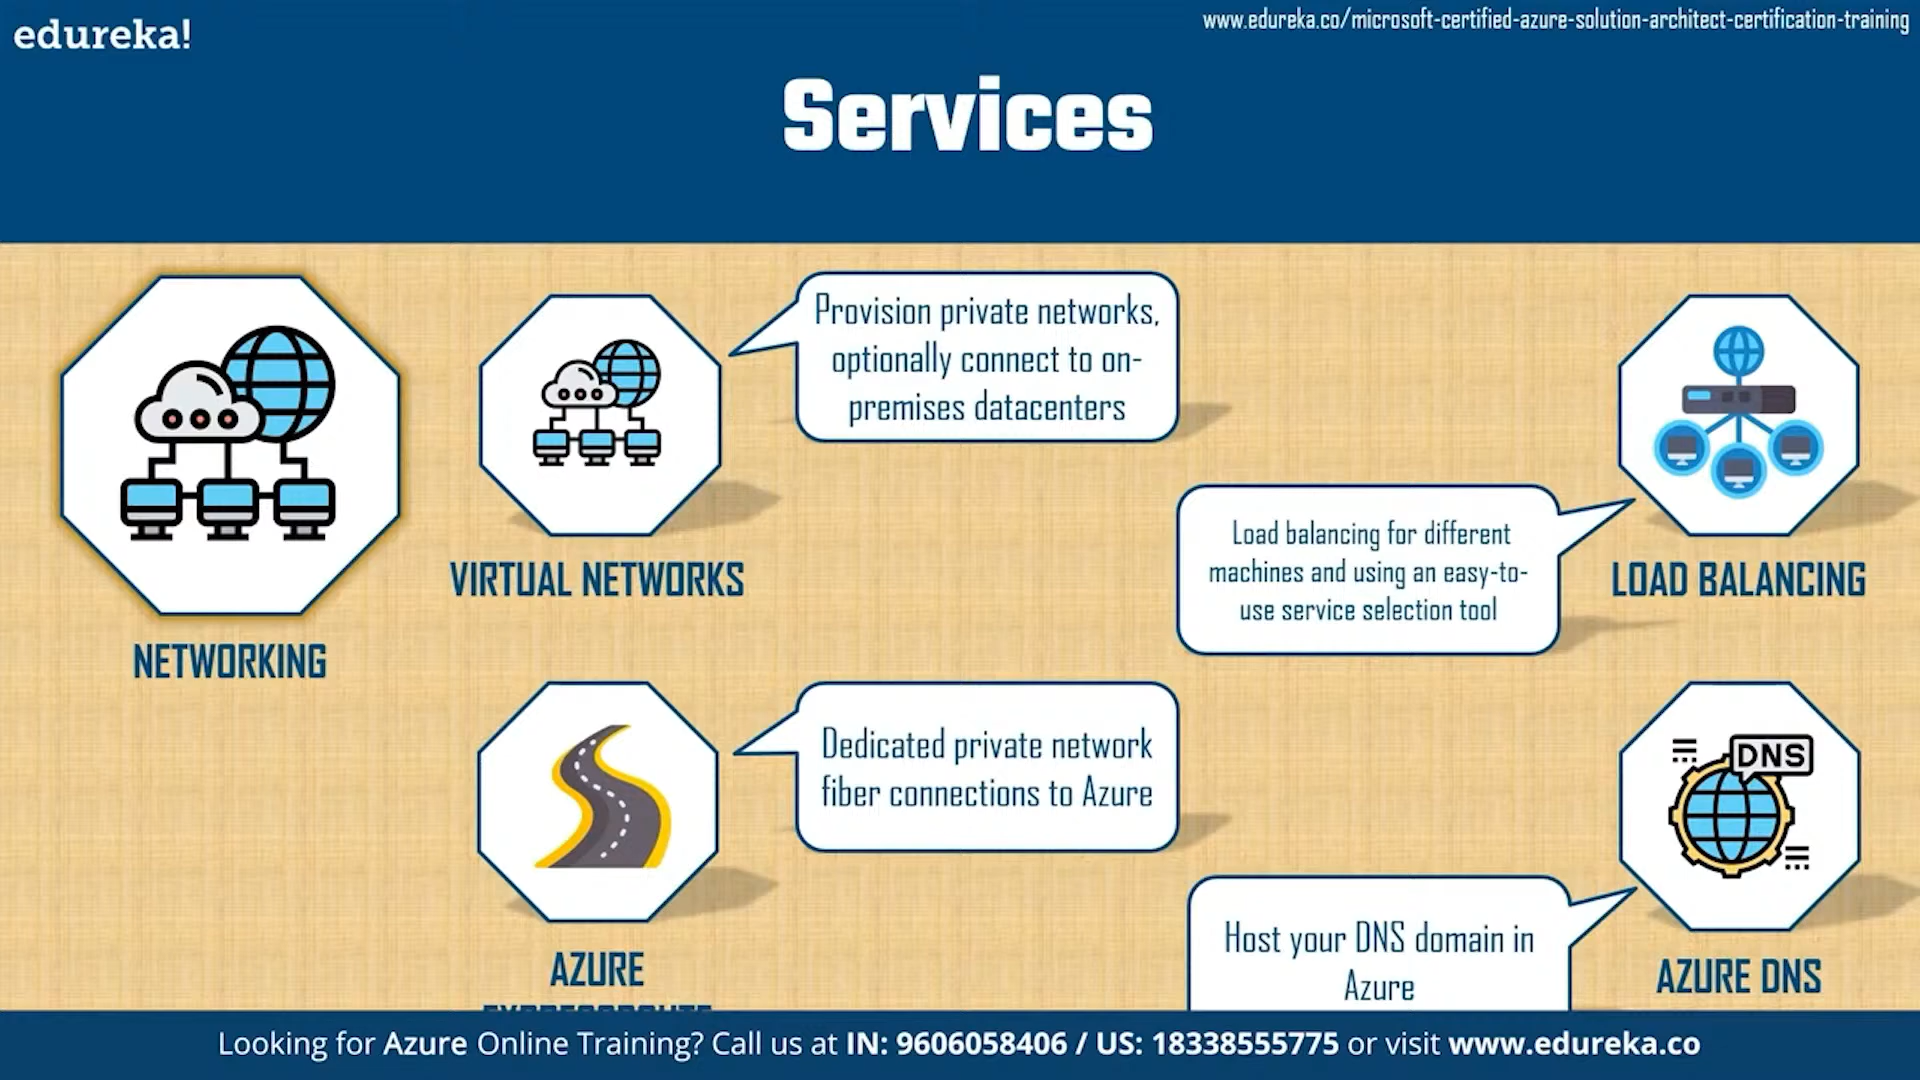 edureka!
www.edureka.co/microsoft-certified-azure-solution-architect-certification-training
Services
NETWORKING
VIRTUAL NETWORKS
Provision private networks,
optionally connect to on-
premises datacenters
Load balancing for different
machines and using an easy-to-
use service selection tool
LOAD BALANCING
AZURE
Dedicated private network
fiber connections to Azure
Host your DNS domain in
Azure
DNS
AZURE DNS
Looking for Azure Online Training? Call us at IN: 9606058406 / US: 18338555775 or visit www.edureka.co